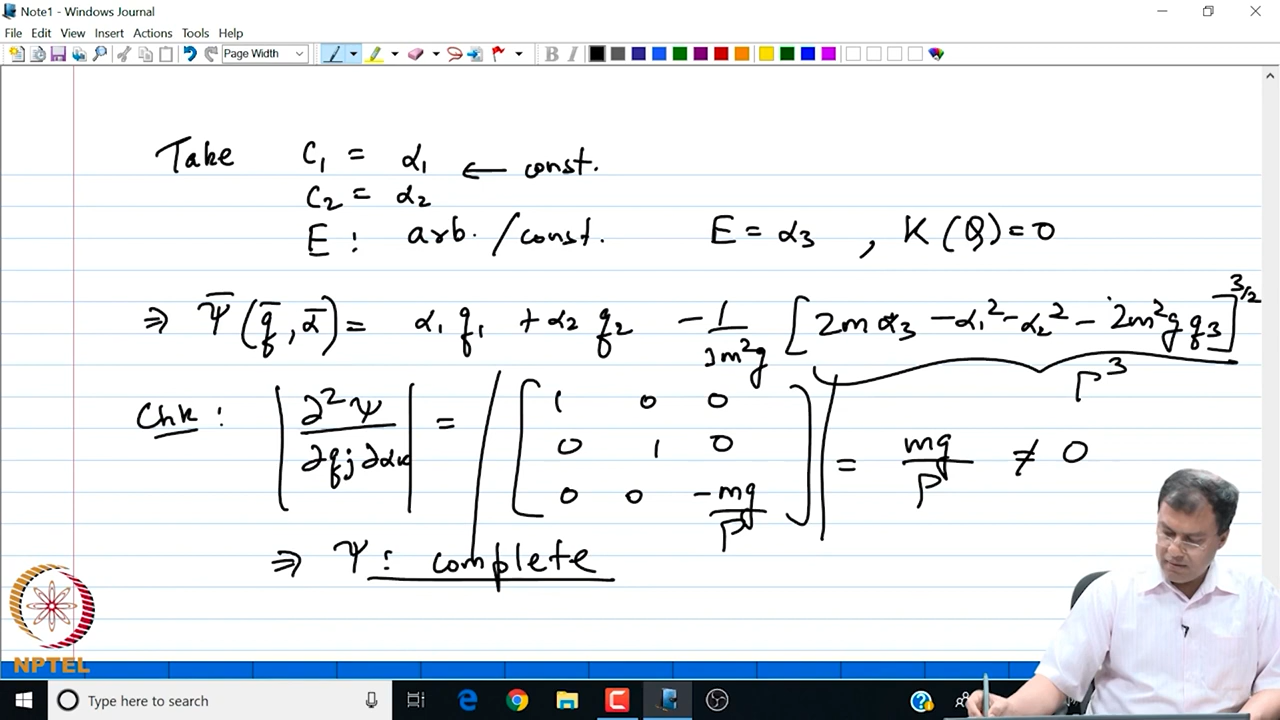 Note1 - Windows Journal
File Edit View Insert Actions Tools Help
Page Width
B I
Take C₁ = α₁ ← const.
C₂ = α₂
E : arb. / const. E = α₃ , K(Q) = 0
⇒ Ψ̅(q̅, α̅) = α₁ q₁ + α₂ q₂ - 1/3m²g [2mα₃ - α₁² - α₂² - 2m²g q₃]^3/2
P³
Chk : |∂²Ψ/∂qj ∂αk| = |[1 0 0
0 1 0
0 0 -mg/P]| = mg/P ≠ 0
⇒ Ψ : complete
NPTEL
Type here to search